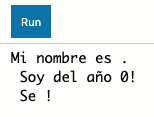 Run
Mi nombre es .
Soy del año 0!
Se !